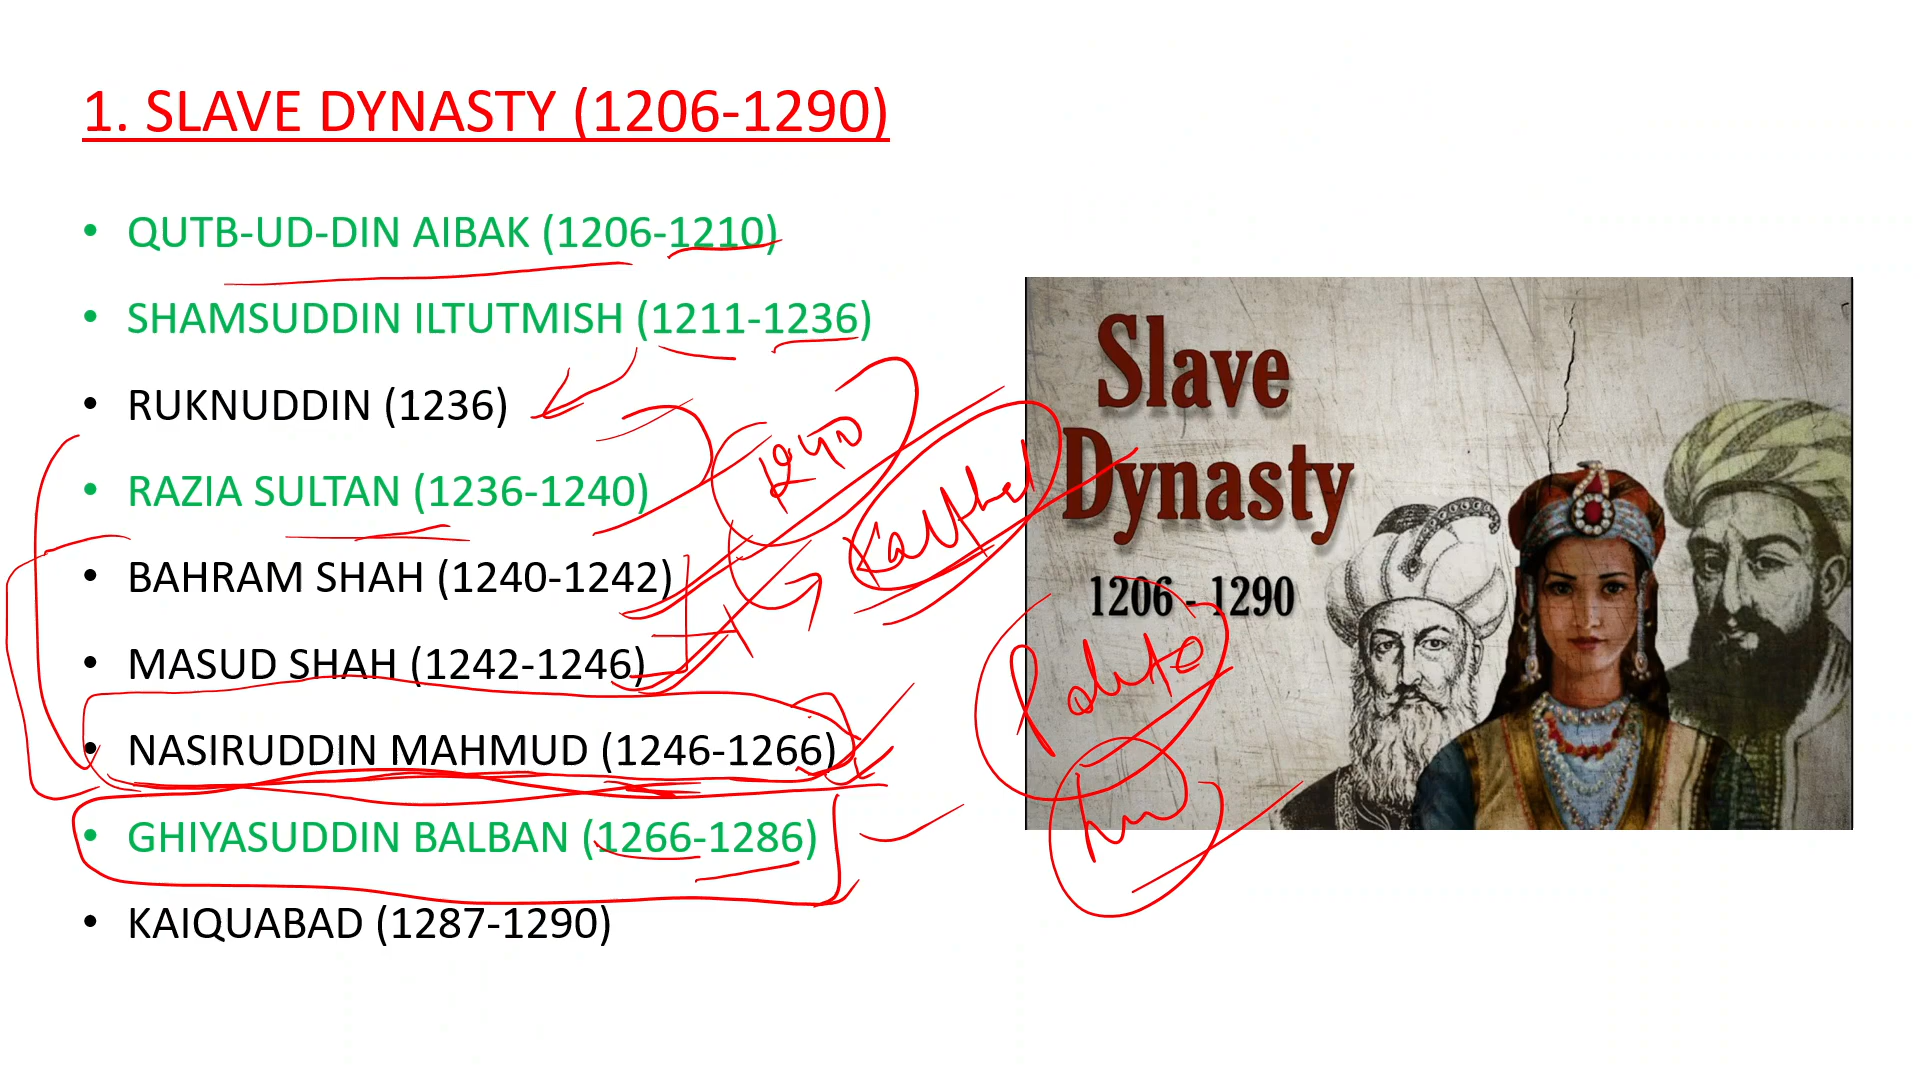 1. SLAVE DYNASTY (1206-1290)
• QUTB-UD-DIN AIBAK (1206-1210)
• SHAMSUDDIN ILTUTMISH (1211-1236)
• RUKNUDDIN (1236)
• RAZIA SULTAN (1236-1240)
• BAHRAM SHAH (1240-1242)
• MASUD SHAH (1242-1246)
• NASIRUDDIN MAHMUD (1246-1266)
• GHIYASUDDIN BALBAN (1266-1286)
• KAIQUABAD (1287-1290)
Slave
Dynasty
1206 - 1290